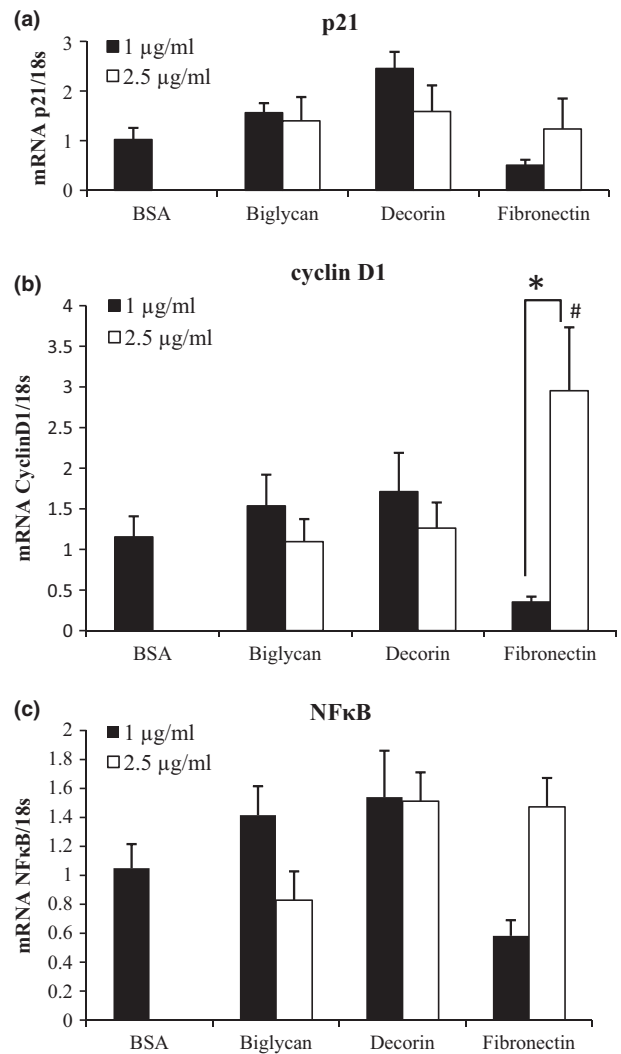 (a)
p21
1 µg/ml
2.5 µg/ml
mRNA p21/18s
3
2
1
0
BSA Biglycan Decorin Fibronectin
(b)
cyclin D1
1 µg/ml
2.5 µg/ml
* #
mRNA CyclinD1/18s
4
3.5
3
2.5
2
1.5
1
0.5
0
BSA Biglycan Decorin Fibronectin
(c)
NFκB
1 µg/ml
2.5 µg/ml
mRNA NFκB/18s
2
1.8
1.6
1.4
1.2
1
0.8
0.6
0.4
0.2
0
BSA Biglycan Decorin Fibronectin